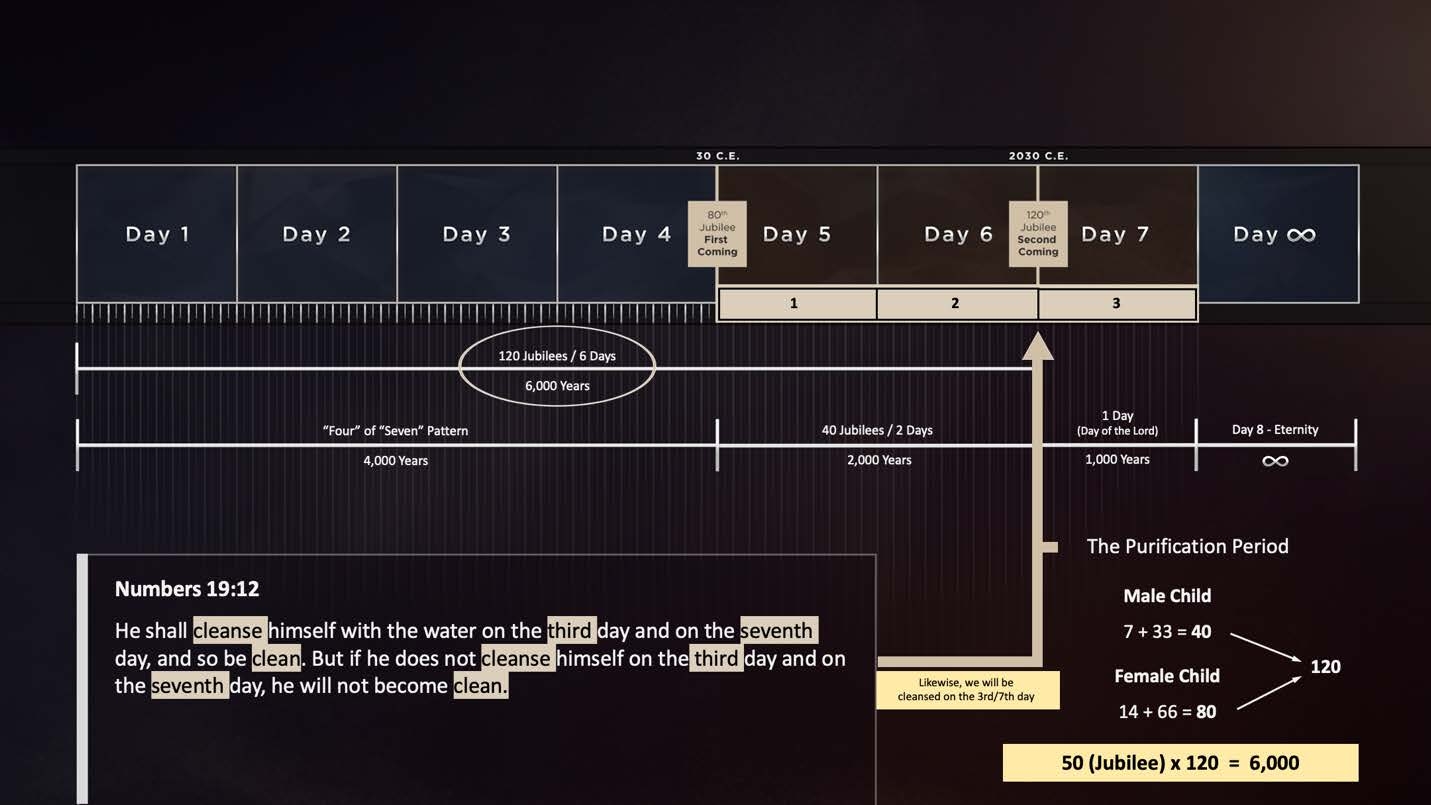 30 C.E.
2030 C.E.
Day 1
Day 2
Day 3
Day 4
80th
Jubilee
First
Coming
Day 5
Day 6
120th
Jubilee
Second
Coming
Day 7
Day ∞
1
2
3
120 Jubilees / 6 Days
6,000 Years
“Four” of “Seven” Pattern
4,000 Years
40 Jubilees / 2 Days
2,000 Years
1 Day
(Day of the Lord)
1,000 Years
Day 8 - Eternity
∞
Numbers 19:12
He shall cleanse himself with the water on the third day and on the seventh
day, and so be clean. But if he does not cleanse himself on the third day and on
the seventh day, he will not become clean.
Likewise, we will be
cleansed on the 3rd/7th day
The Purification Period
Male Child
7 + 33 = 40
Female Child
14 + 66 = 80
120
50 (Jubilee) x 120 = 6,000